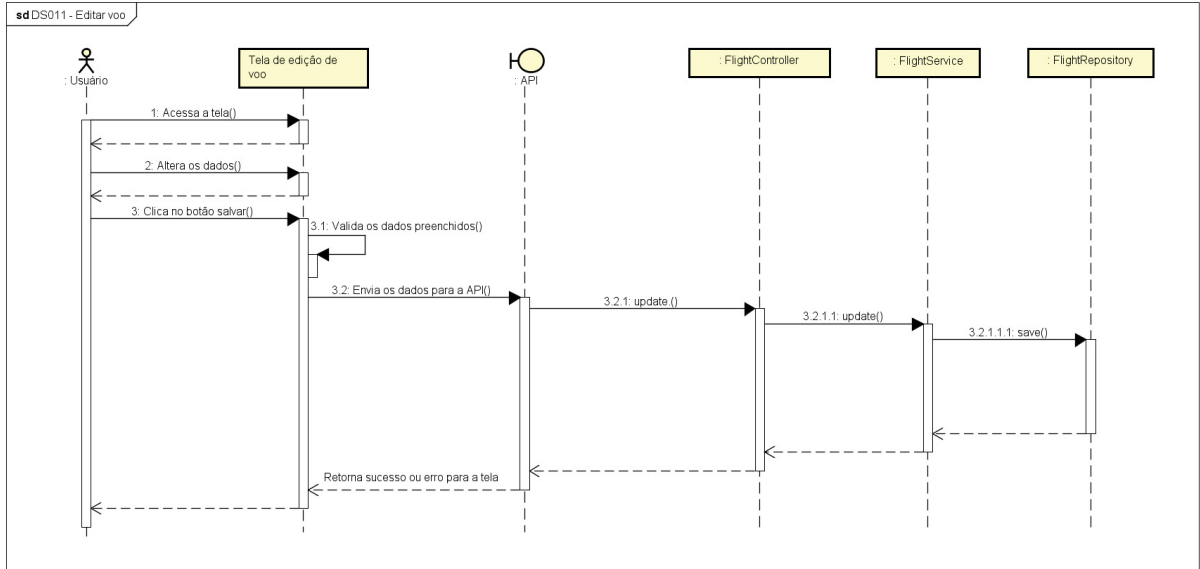 sd DS011 - Editar voo
: Usuário
Tela de edição de
voo
: API
: FlightController
: FlightService
: FlightRepository
1: Acessa a tela()
2: Altera os dados()
3: Clica no botão salvar()
3.1: Valida os dados preenchidos()
3.2: Envia os dados para a API()
3.2.1: update.()
3.2.1.1: update()
3.2.1.1.1: save()
Retorna sucesso ou erro para a tela